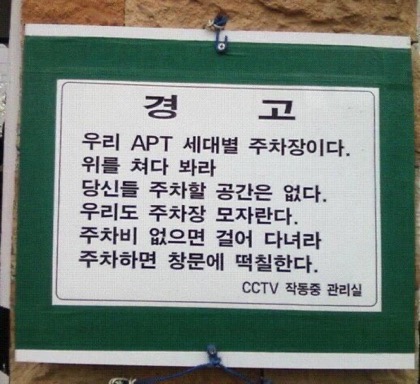 경 고
우리 APT 세대별 주차장이다.
위를 쳐다 봐라
당신들 주차할 공간은 없다.
우리도 주차장 모자란다.
주차비 없으면 걸어 다녀라
주차하면 창문에 떡칠한다.
CCTV 작동중 관리실